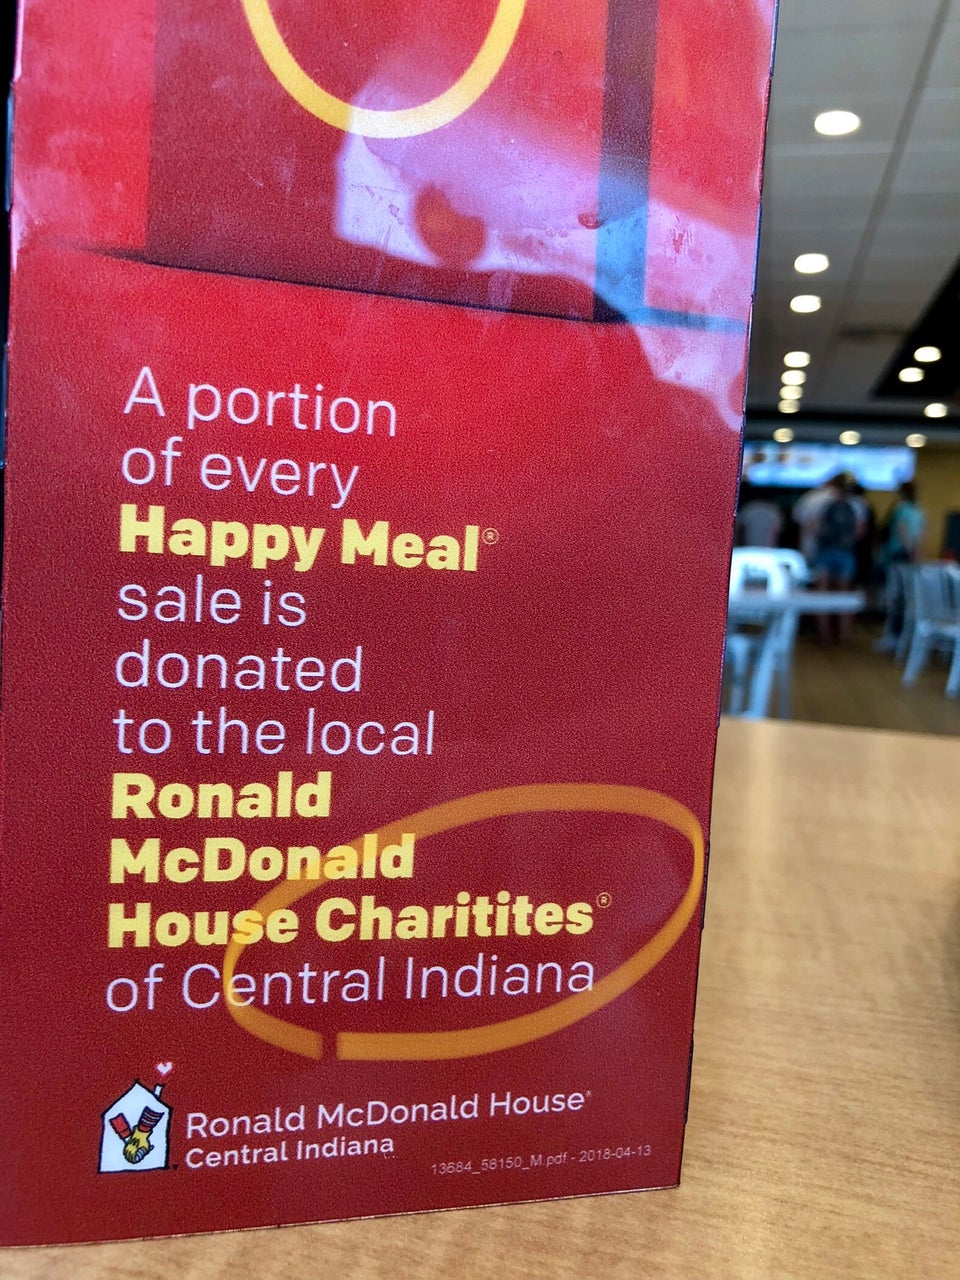 A portion
of every
Happy Meal®
sale is
donated
to the local
Ronald
McDonald
House Charitites®
of Central Indiana
Ronald McDonald House®
Central Indiana
13684_58150_M.pdf - 2018-04-13